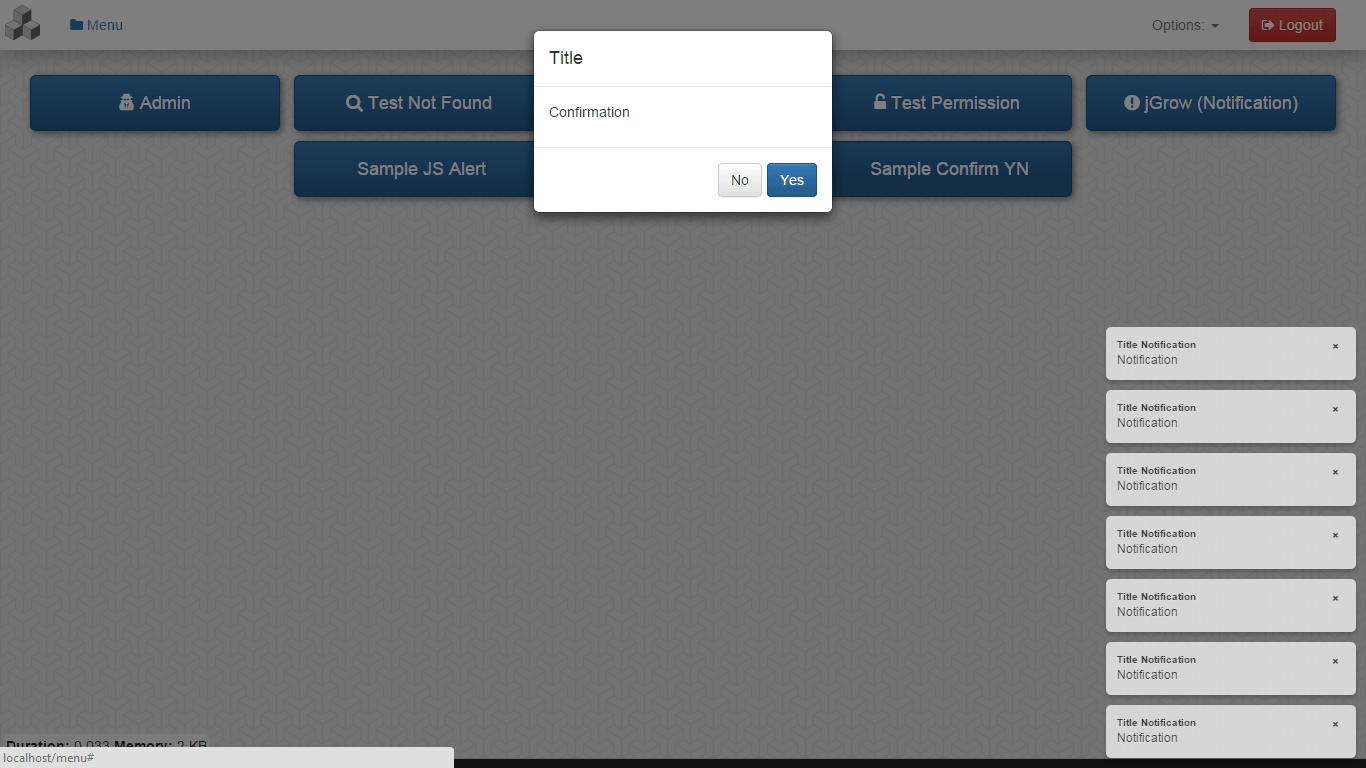 Menu
Options:
Logout
Title
Confirmation
No
Yes
Admin
Test Not Found
Test Permission
jGrow (Notification)
Sample JS Alert
Sample Confirm YN
Title Notification
×
Notification
Title Notification
×
Notification
Title Notification
×
Notification
Title Notification
×
Notification
Title Notification
×
Notification
Title Notification
×
Notification
Title Notification
×
Notification
Duration: 0.033 Memory: 2 KB
localhost/menu#